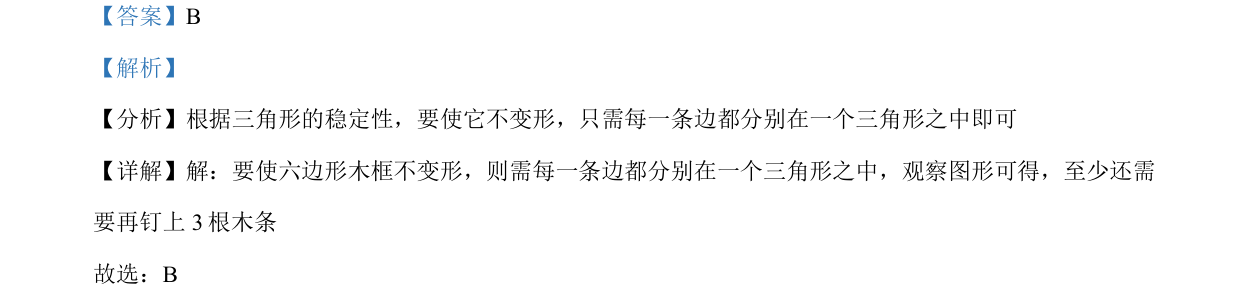 【答案】B
【解析】
【分析】根据三角形的稳定性，要使它不变形，只需每一条边都分别在一个三角形之中即可
【详解】解：要使六边形木框不变形，则需每一条边都分别在一个三角形之中，观察图形可得，至少还需
要再钉上 3 根木条
故选：B